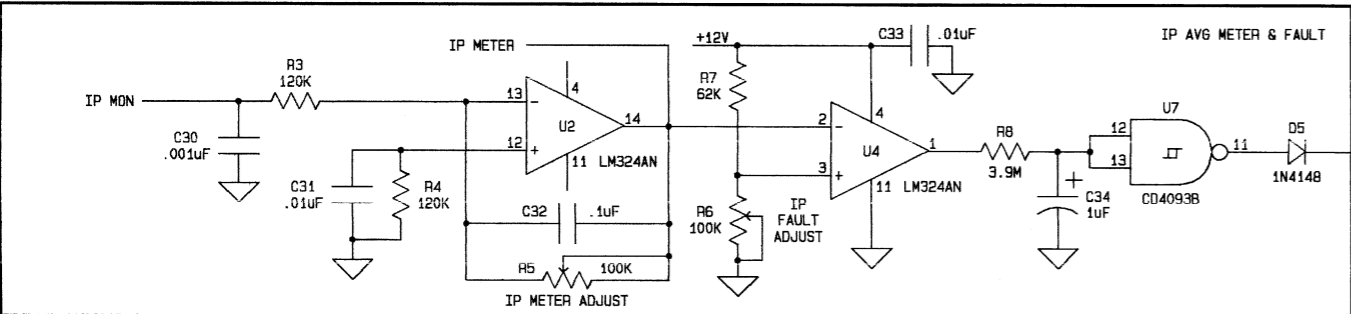 IP AVG METER & FAULT
IP METER
+12V
C33
.01uF
R3
120K
R7
62K
IP MON
4
4
U7
13
-
U2
14
2
-
12
D5
C30
.001uF
12
+
11
LM324AN
3
+
U4
1
R8
3.9M
13
11
1N4148
C31
.01uF
R4
120K
11
LM324AN
+
C34
1uF
CD4093B
C32
.1uF
R6
100K
IP
FAULT
ADJUST
R5
100K
IP METER ADJUST